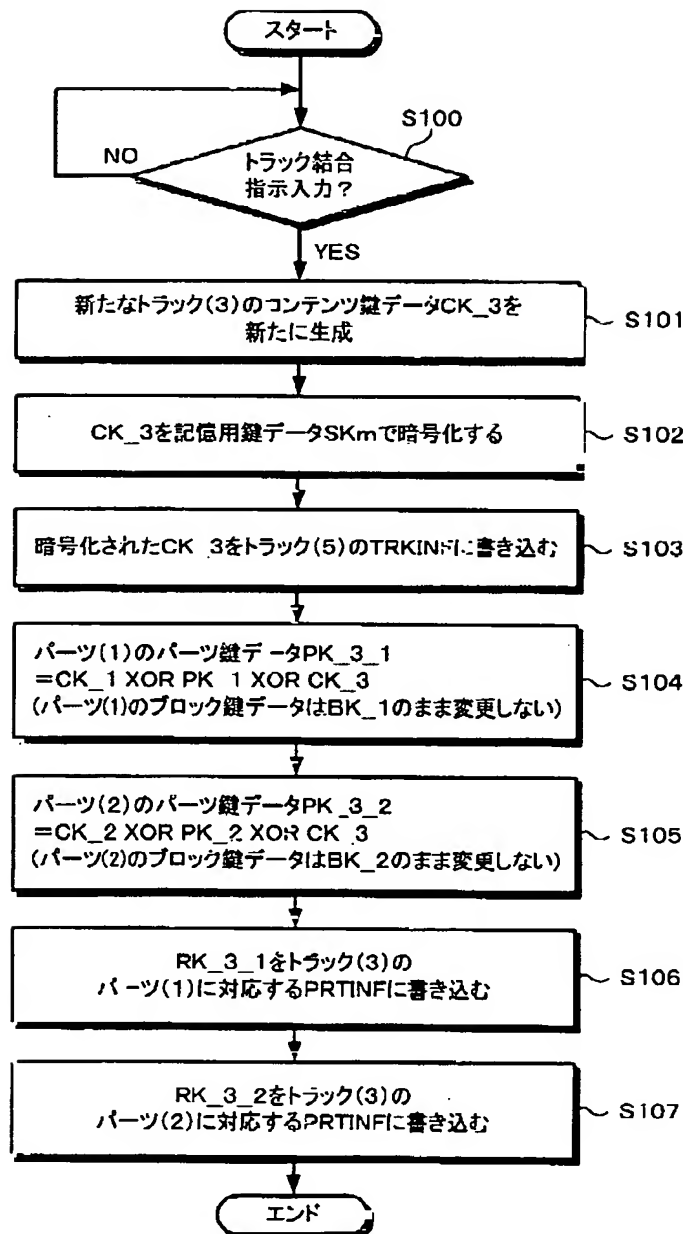 スタート
S100
NO
トラック結合
指示入力?
YES
新たなトラック(3)のコンテンツ鍵データCK_3を
新たに生成
S101
CK_3を記憶用鍵データSKmで暗号化する
S102
暗号化されたCK_3をトラック(5)のTRKINFに書き込む
S103
パーツ(1)のパーツ鍵データPK_3_1
=CK_1 XOR PK_1 XOR CK_3
(パーツ(1)のブロック鍵データはBK_1のまま変更しない)
S104
パーツ(2)のパーツ鍵データPK_3_2
=CK_2 XOR PK_2 XOR CK_3
(パーツ(2)のブロック鍵データはBK_2のまま変更しない)
S105
RK_3_1をトラック(3)の
パーツ(1)に対応するPRTINFに書き込む
S106
RK_3_2をトラック(3)の
パーツ(2)に対応するPRTINFに書き込む
S107
エンド